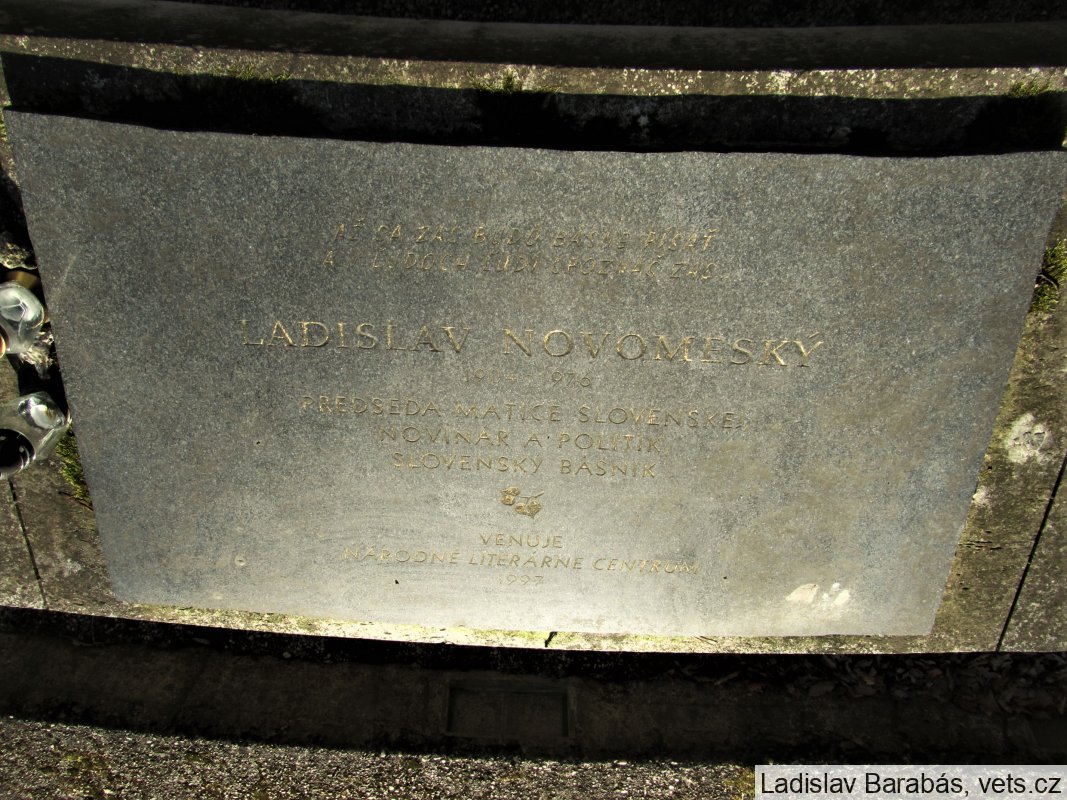 AŽ SA ZAS BUDÚ BÁSNE PÍSAŤ
ĽUDOCH ĽUDÍ
LADISLAV NOVOMESKÝ
1904 - 1976
PREDSEDA MATICE SLOVENSKEJ
NOVINÁR A POLITIK
SLOVENSKÝ BÁSNIK
VENUJE
NÁRODNÉ LITERÁRNE CENTRUM
1997
Ladislav Barabás, vets.cz